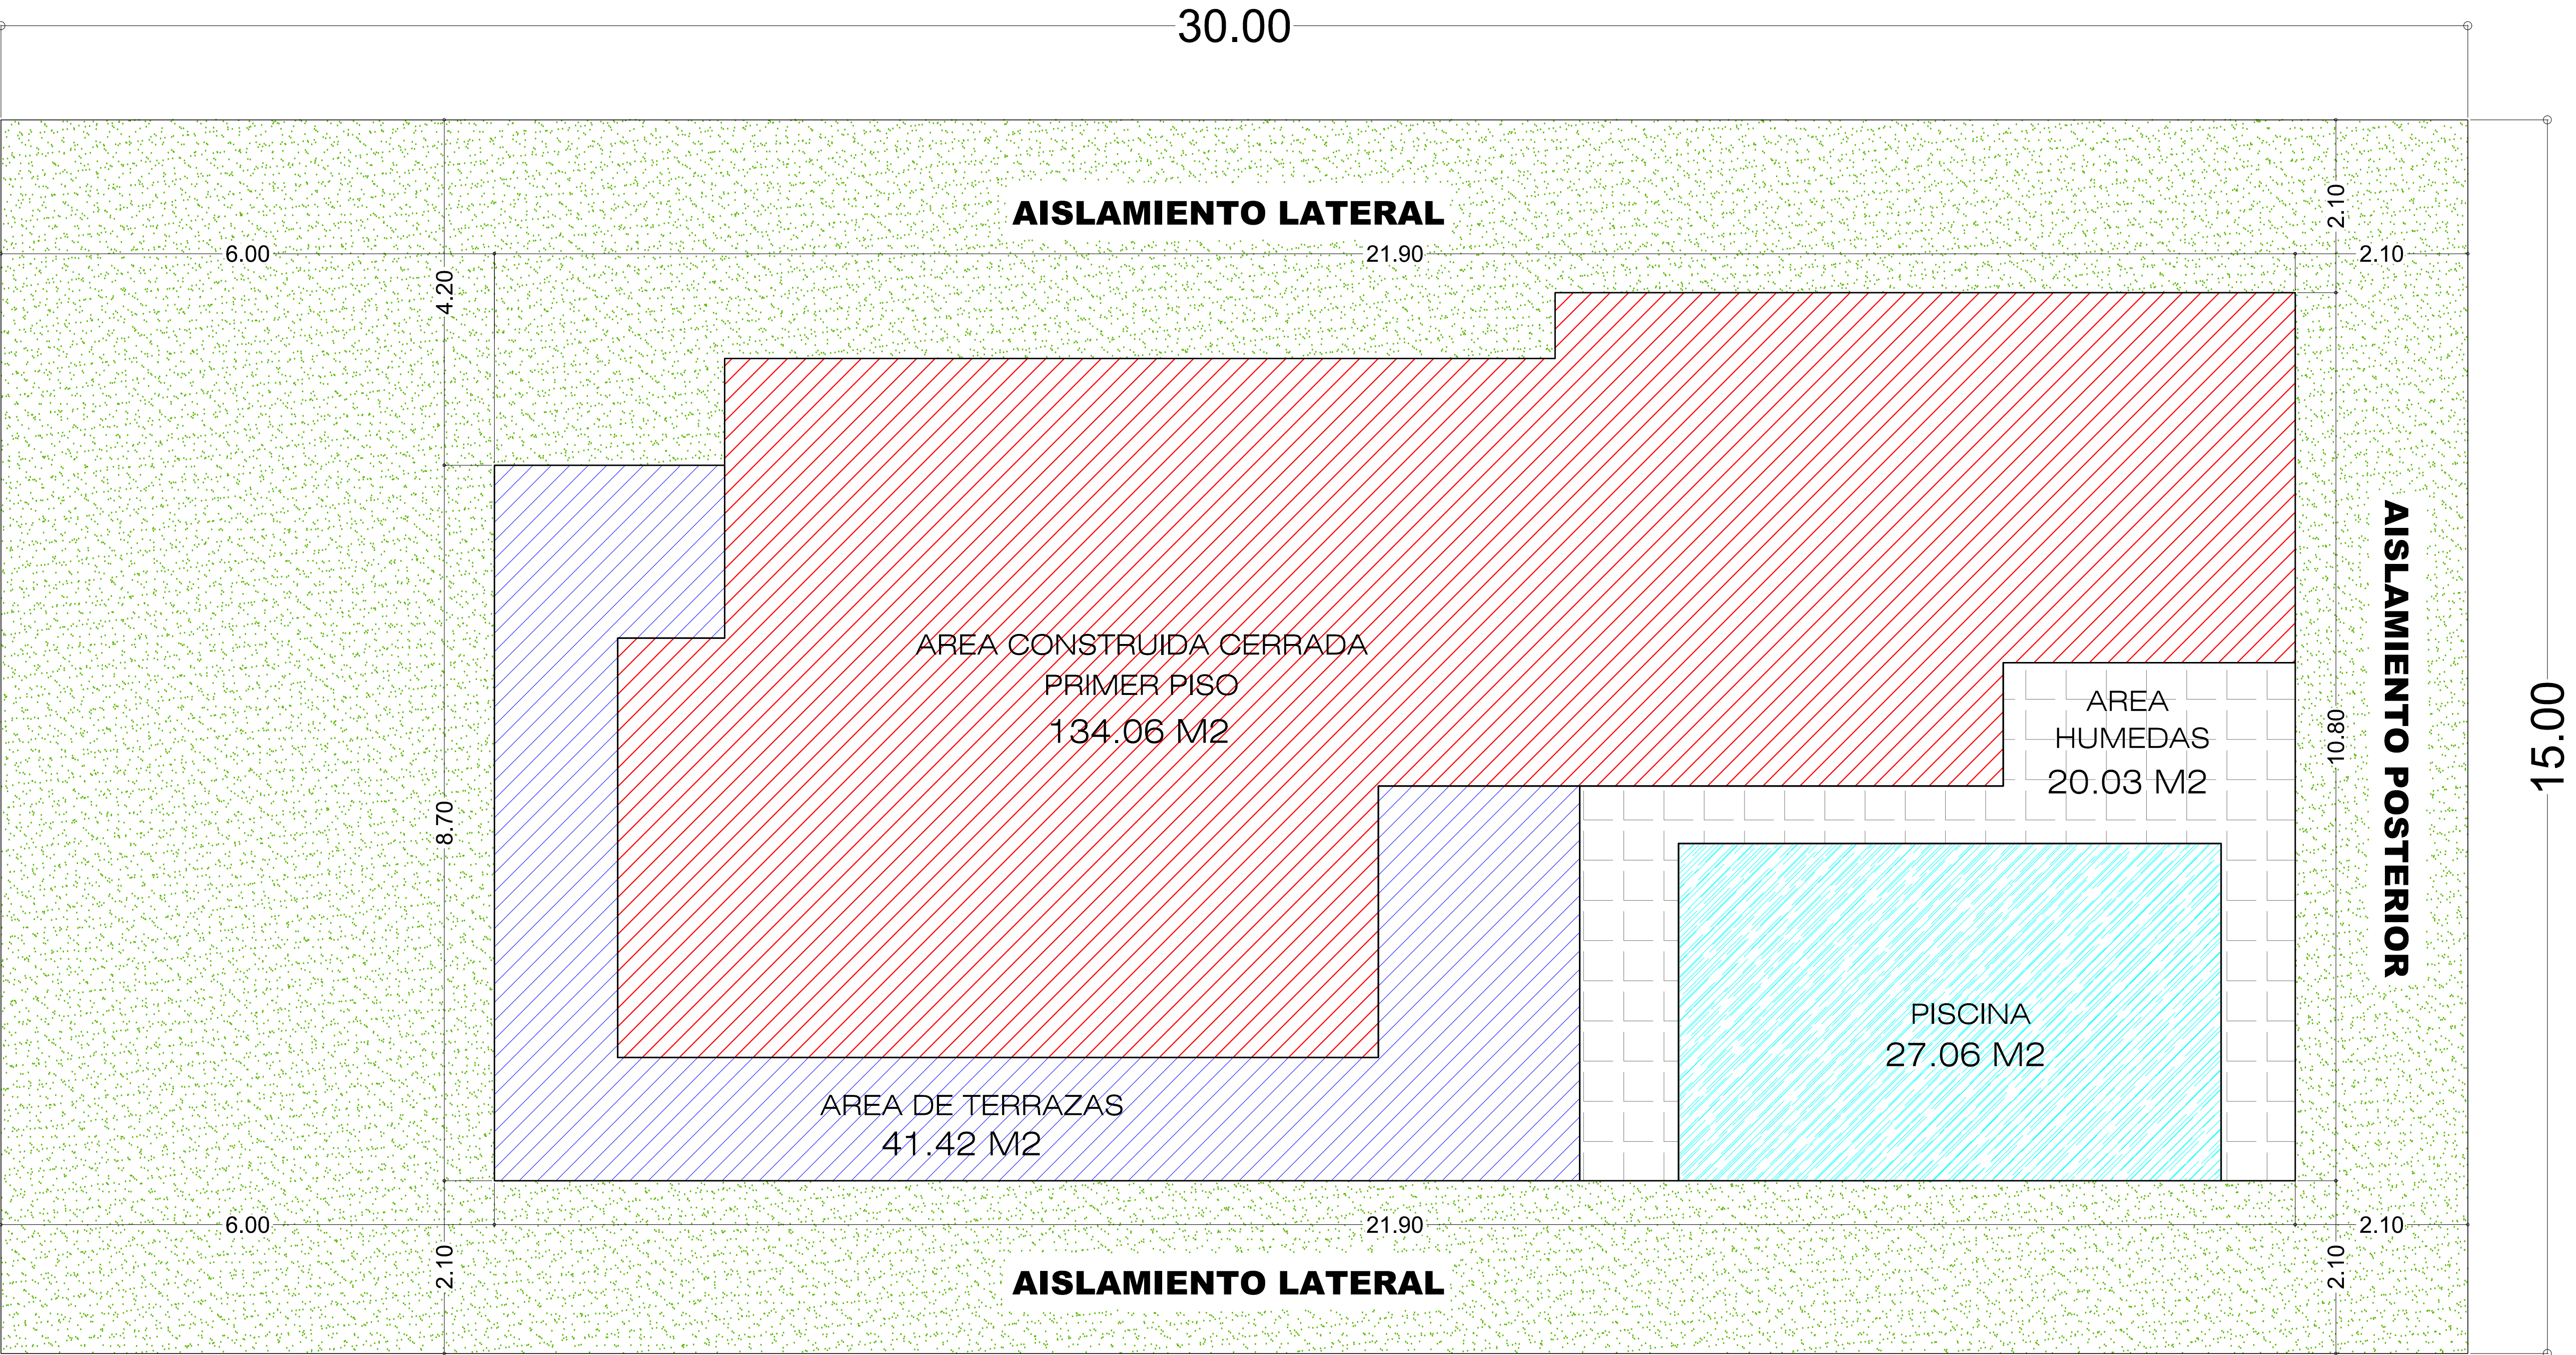 30.00
AISLAMIENTO LATERAL
2.10
6.00
21.90
2.10
4.20
AREA CONSTRUIDA CERRADA
PRIMER PISO
134.06 M2
AREA
HUMEDAS
20.03 M2
10.80
AISLAMIENTO POSTERIOR
15.00
8.70
PISCINA
27.06 M2
AREA DE TERRAZAS
41.42 M2
6.00
21.90
2.10
2.10
2.10
AISLAMIENTO LATERAL